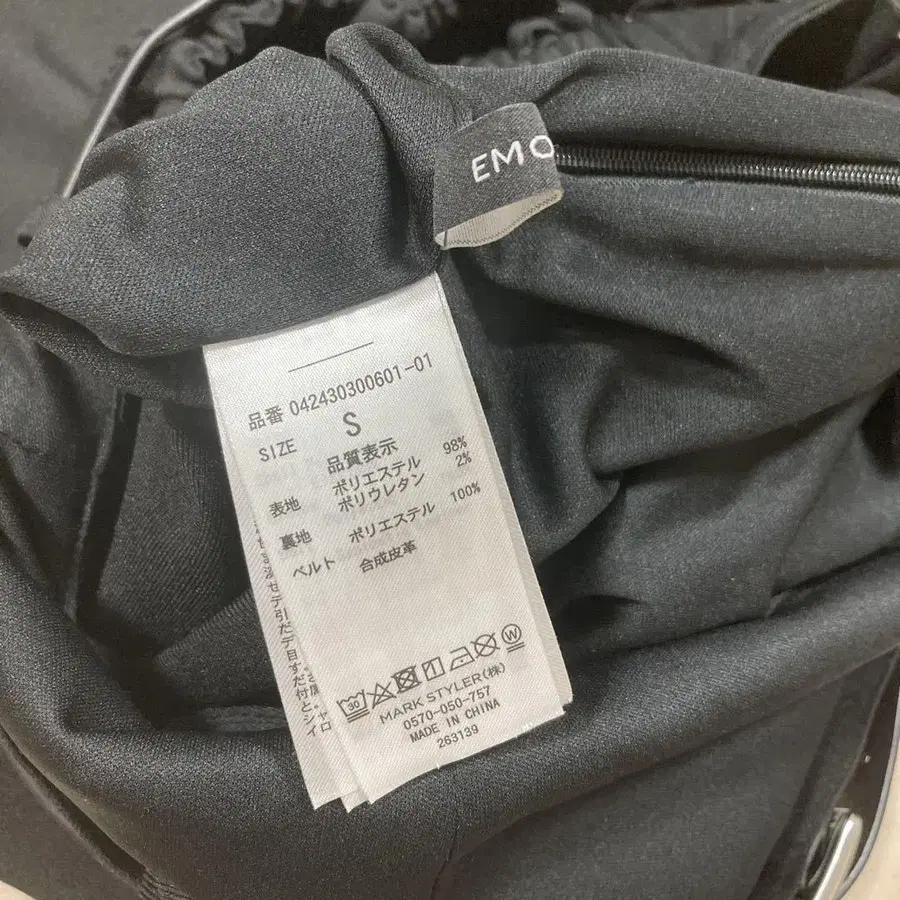 EMO
品番 042430300601-01
SIZE S
品質表示
表地 ポリエステル 98%
ポリウレタン 2%
裏地 ポリエステル 100%
ベルト 合成皮革
30
W
MARK STYLER(株)
0570-050-757
MADE IN CHINA
263139